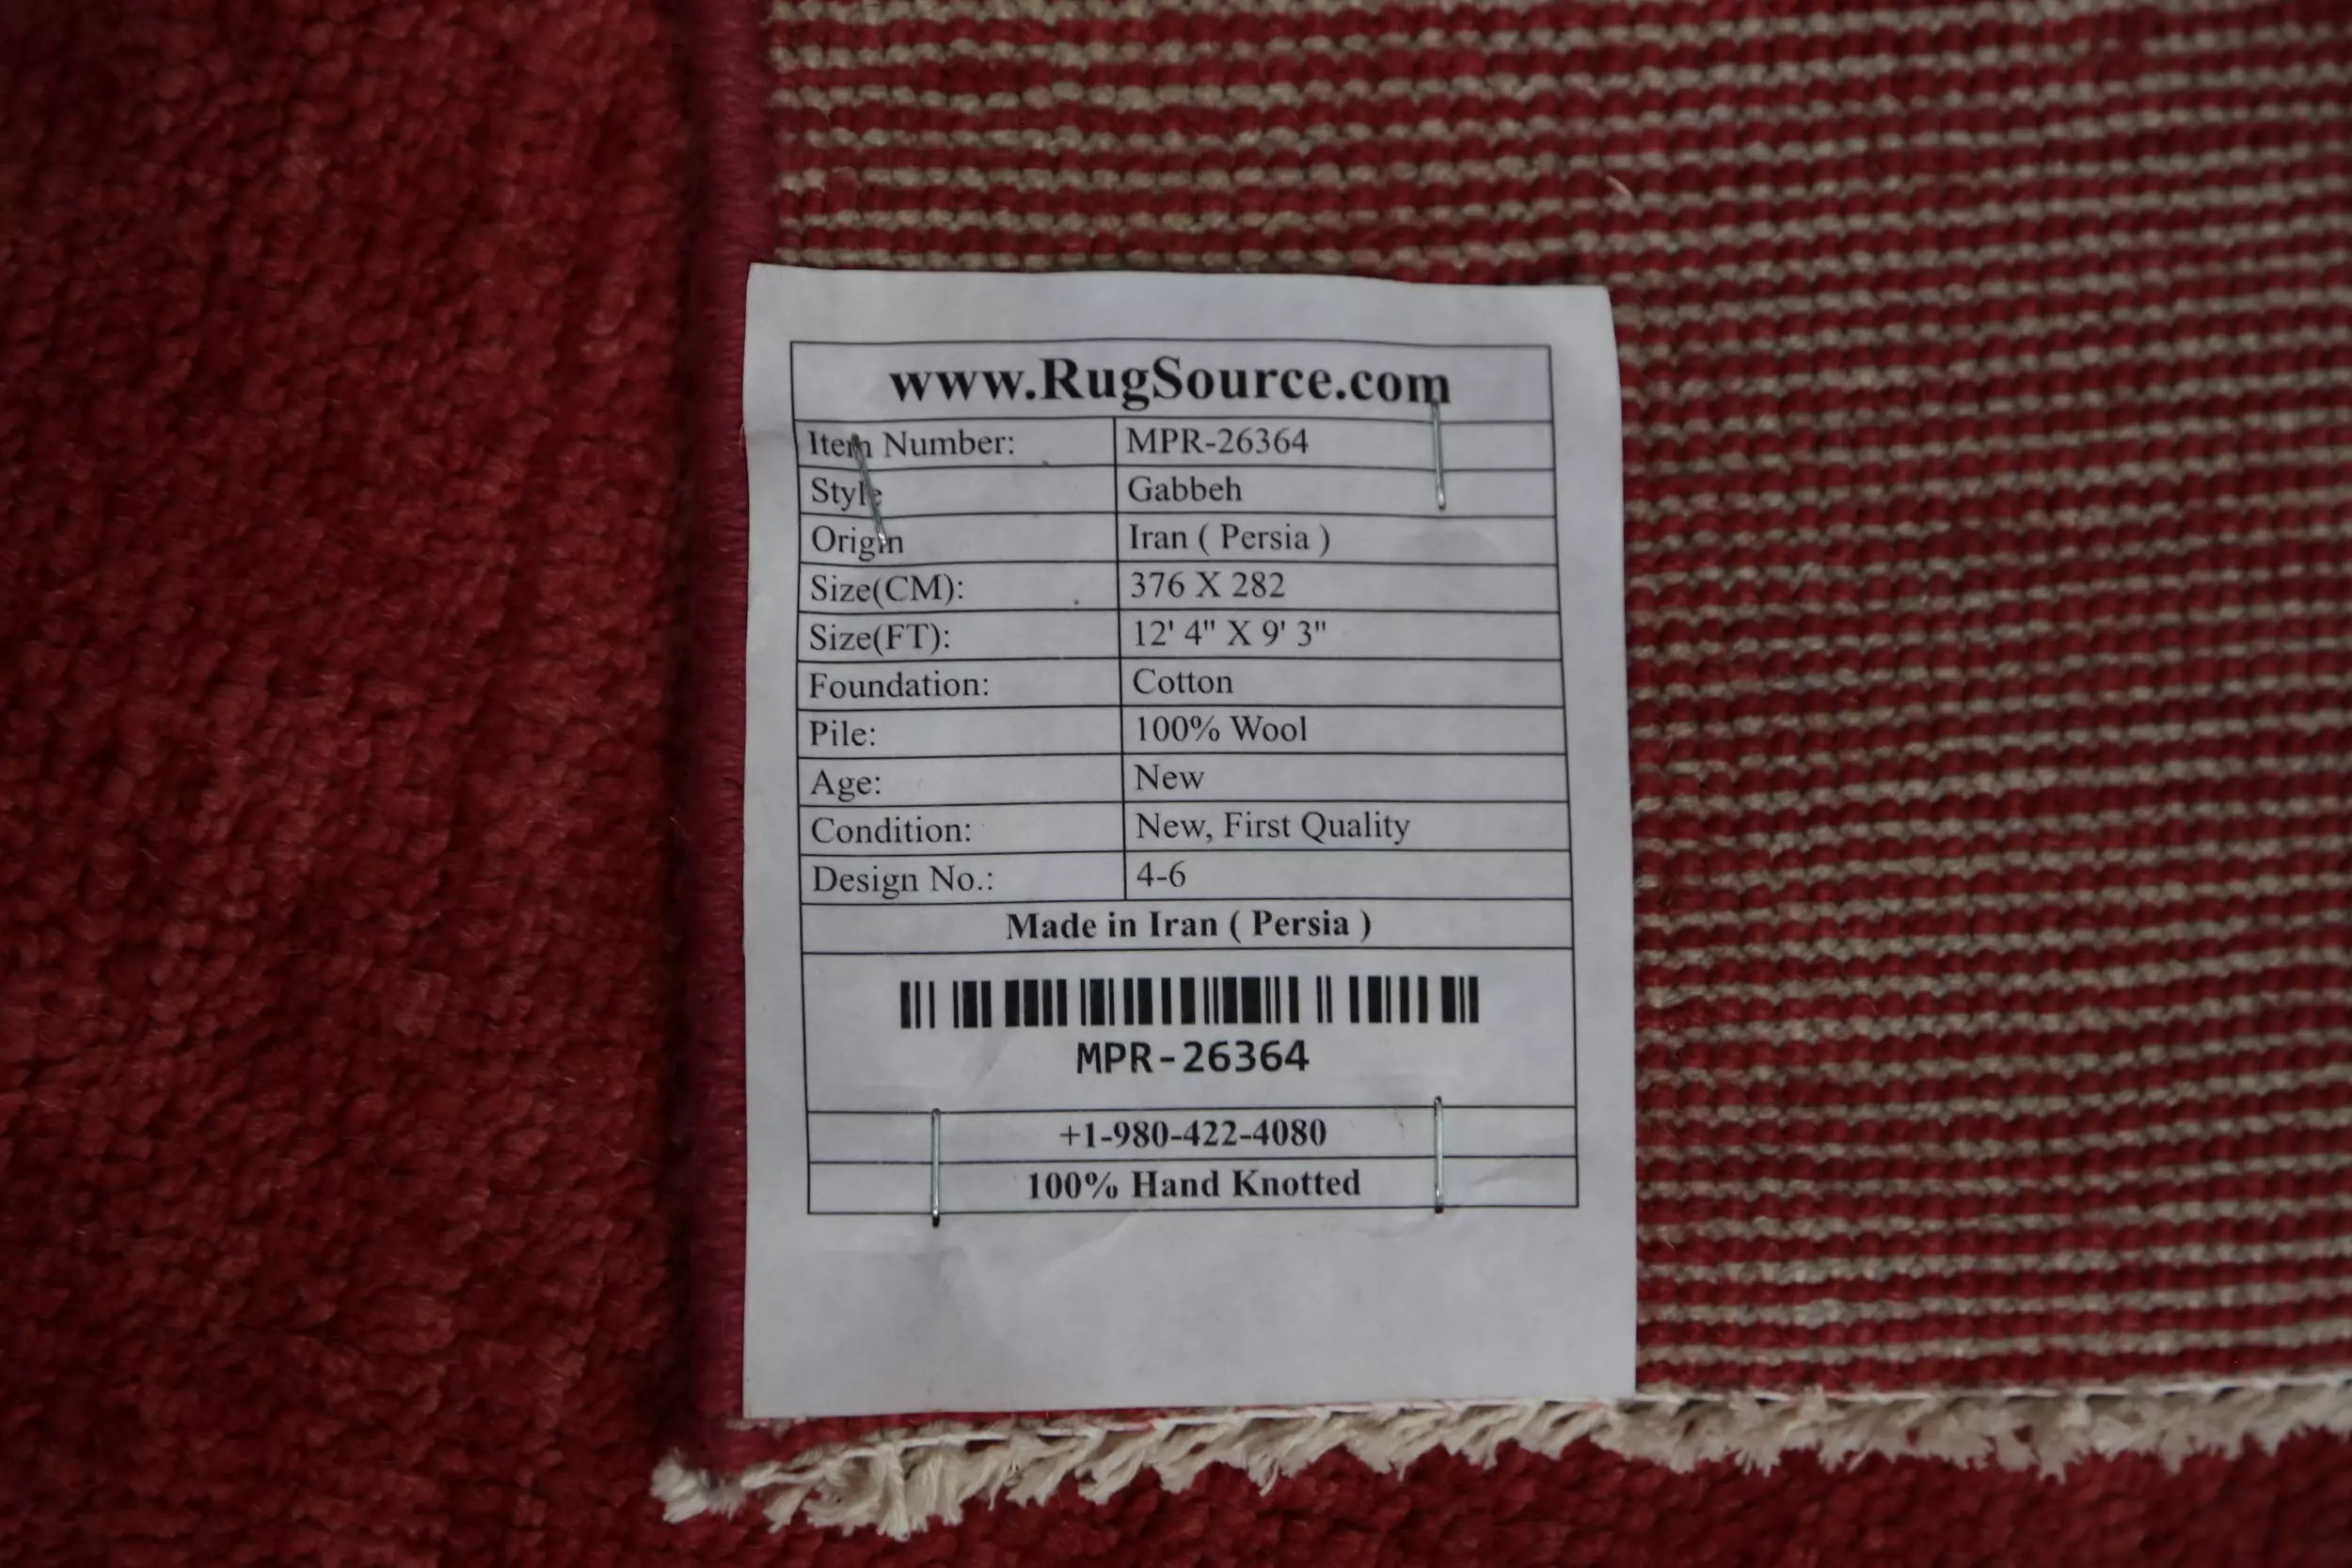 www.RugSource.com
Item Number: MPR-26364
Style Gabbeh
Origin Iran ( Persia )
Size(CM): 376 X 282
Size(FT): 12' 4" X 9' 3"
Foundation: Cotton
Pile: 100% Wool
Age: New
Condition: New, First Quality
Design No.: 4-6
Made in Iran ( Persia )
MPR-26364
+1-980-422-4080
100% Hand Knotted